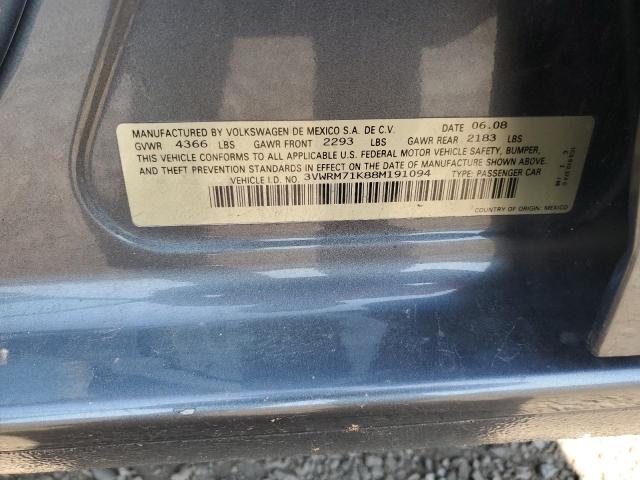 MANUFACTURED BY VOLKSWAGEN DE MEXICO S.A. DE C.V. DATE 06.08
GVWR 4366 LBS GAWR FRONT 2293 LBS GAWR REAR 2183 LBS
THIS VEHICLE CONFORMS TO ALL APPLICABLE U.S. FEDERAL MOTOR VEHICLE SAFETY, BUMPER,
AND THEFT PREVENTION STANDARDS IN EFFECT ON THE DATE OF MANUFACTURE SHOWN ABOVE.
VEHICLE I.D. NO.: 3VWRM71K88M191094 TYPE: PASSENGER CAR
COUNTRY OF ORIGIN: MEXICO